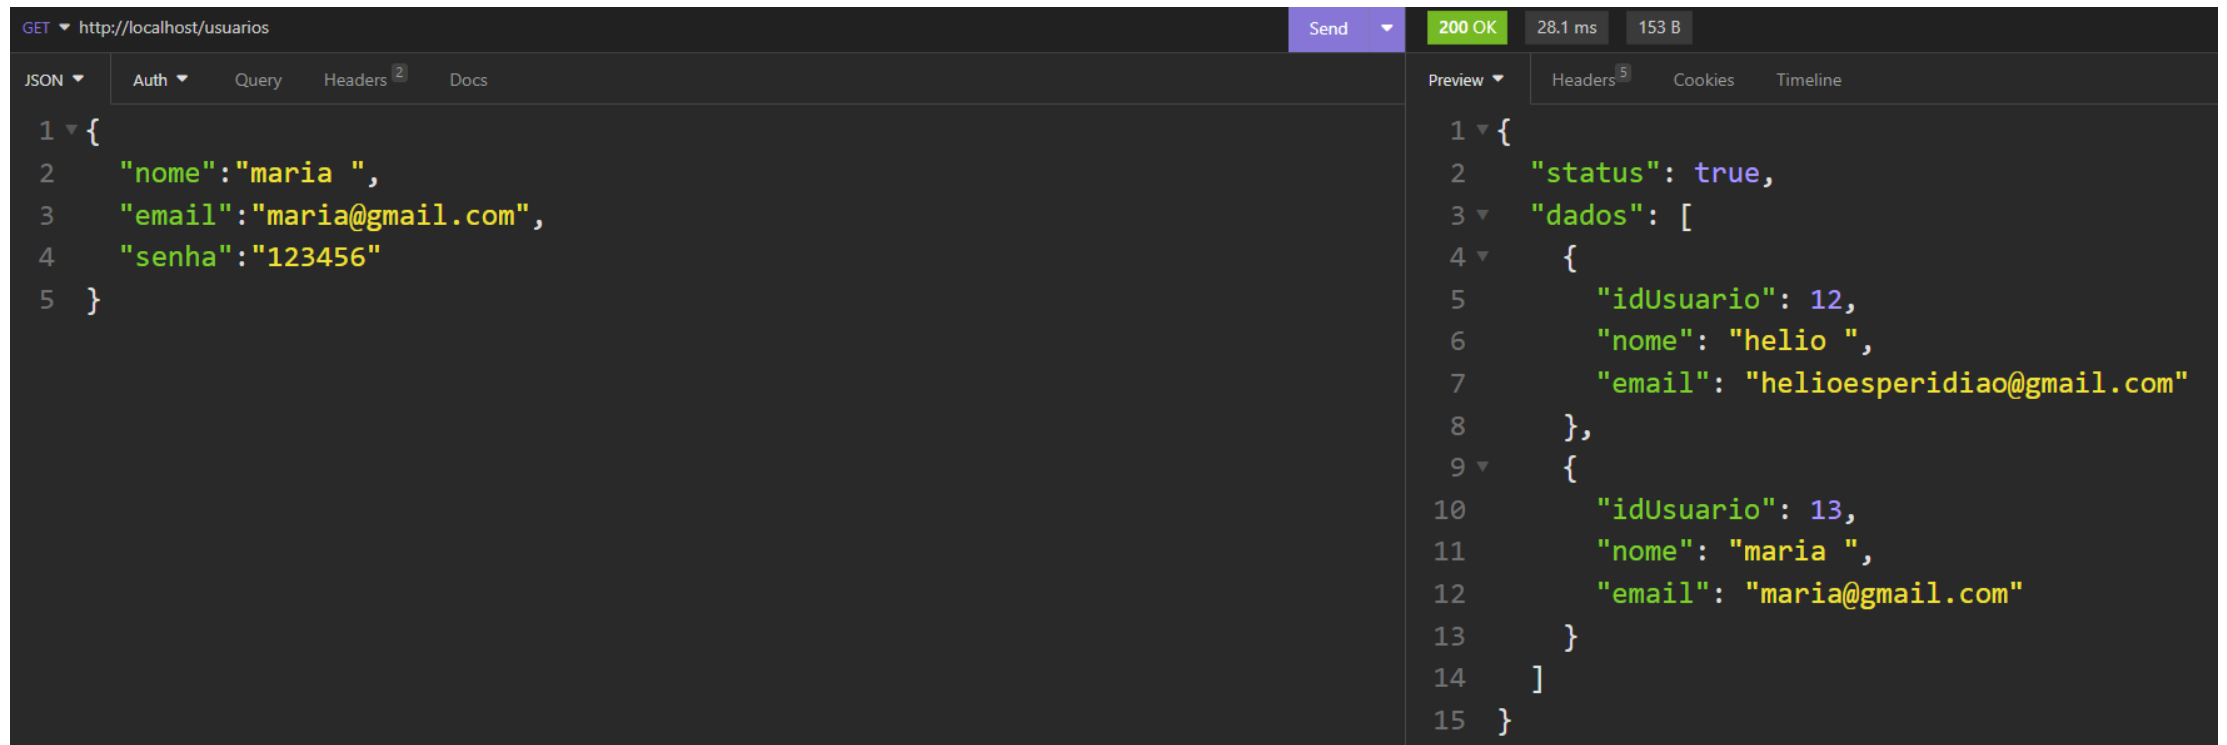 GET http://localhost/usuarios Send
JSON Auth Query Headers 2 Docs
1 {
2 "nome":"maria ",
3 "email":"maria@gmail.com",
4 "senha":"123456"
5 }
200 OK 28.1 ms 153 B
Preview Headers 5 Cookies Timeline
1 {
2 "status": true,
3 "dados": [
4 {
5 "idUsuario": 12,
6 "nome": "helio ",
7 "email": "helioesperidiao@gmail.com"
8 },
9 {
10 "idUsuario": 13,
11 "nome": "maria ",
12 "email": "maria@gmail.com"
13 }
14 ]
15 }